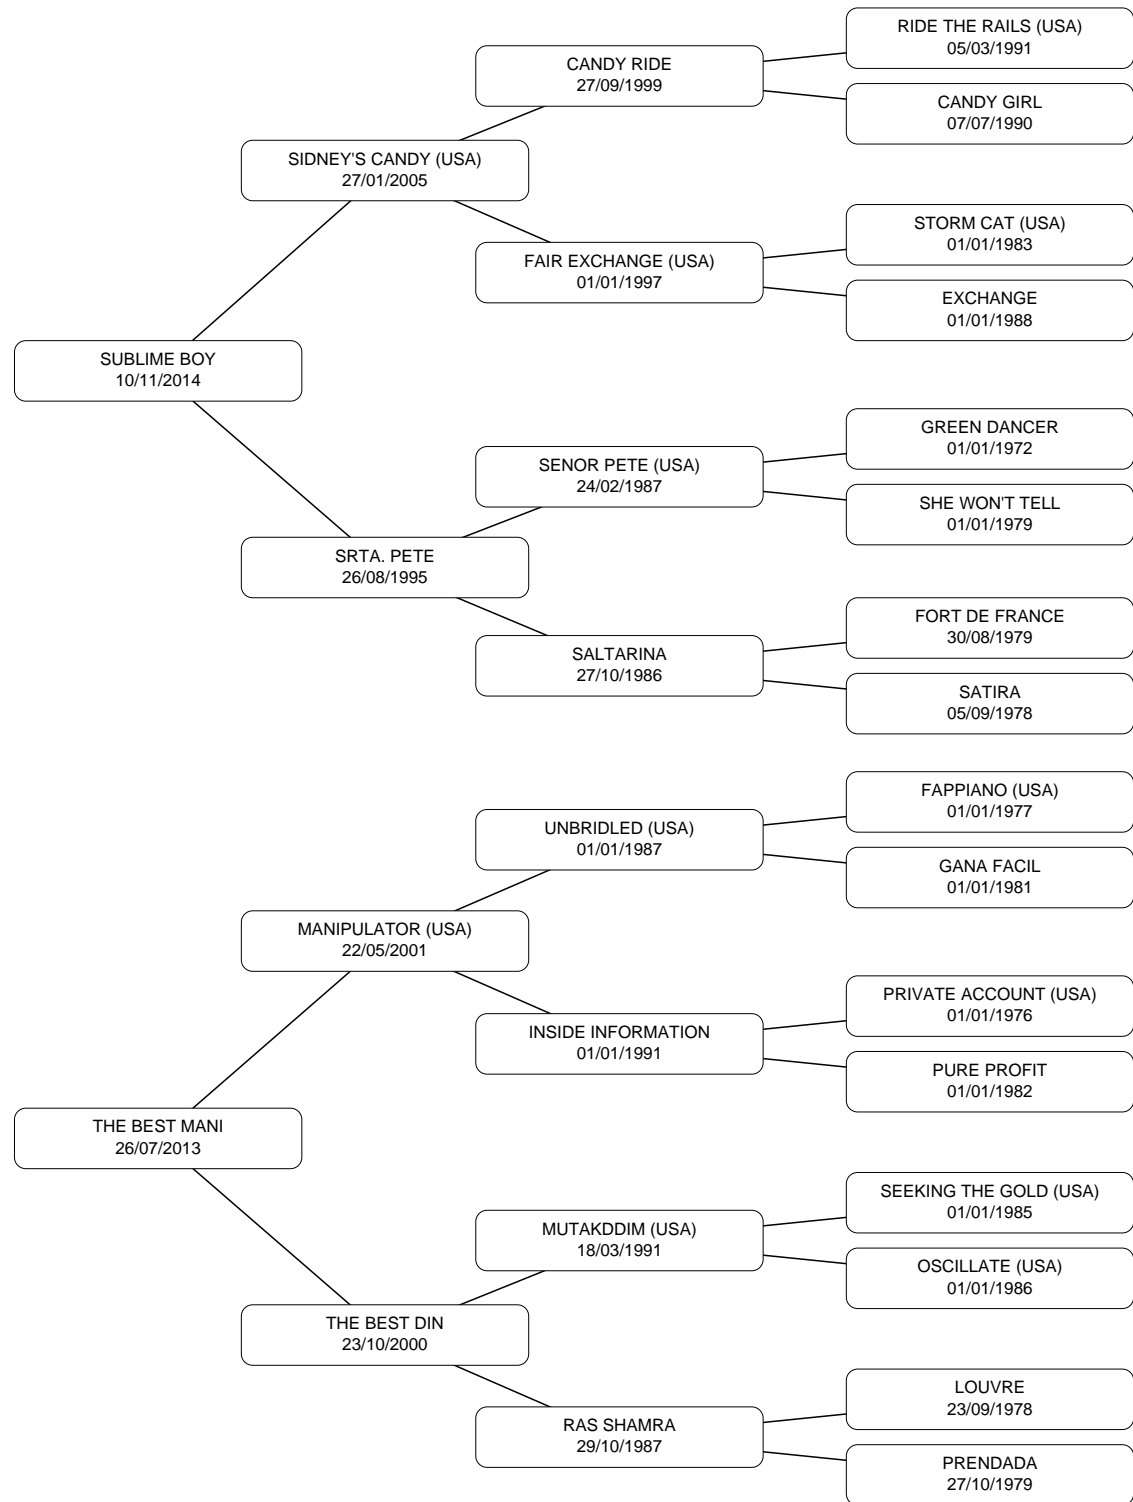 RIDE THE RAILS (USA)
05/03/1991
CANDY RIDE
27/09/1999
CANDY GIRL
07/07/1990
SIDNEY'S CANDY (USA)
27/01/2005
STORM CAT (USA)
01/01/1983
FAIR EXCHANGE (USA)
01/01/1997
EXCHANGE
01/01/1988
SUBLIME BOY
10/11/2014
GREEN DANCER
01/01/1972
SENOR PETE (USA)
24/02/1987
SHE WON'T TELL
01/01/1979
SRTA. PETE
26/08/1995
FORT DE FRANCE
30/08/1979
SALTARINA
27/10/1986
SATIRA
05/09/1978
FAPPIANO (USA)
01/01/1977
UNBRIDLED (USA)
01/01/1987
GANA FACIL
01/01/1981
MANIPULATOR (USA)
22/05/2001
PRIVATE ACCOUNT (USA)
01/01/1976
INSIDE INFORMATION
01/01/1991
PURE PROFIT
01/01/1982
THE BEST MANI
26/07/2013
SEEKING THE GOLD (USA)
01/01/1985
MUTAKDDIM (USA)
18/03/1991
OSCILLATE (USA)
01/01/1986
THE BEST DIN
23/10/2000
LOUVRE
23/09/1978
RAS SHAMRA
29/10/1987
PRENDADA
27/10/1979